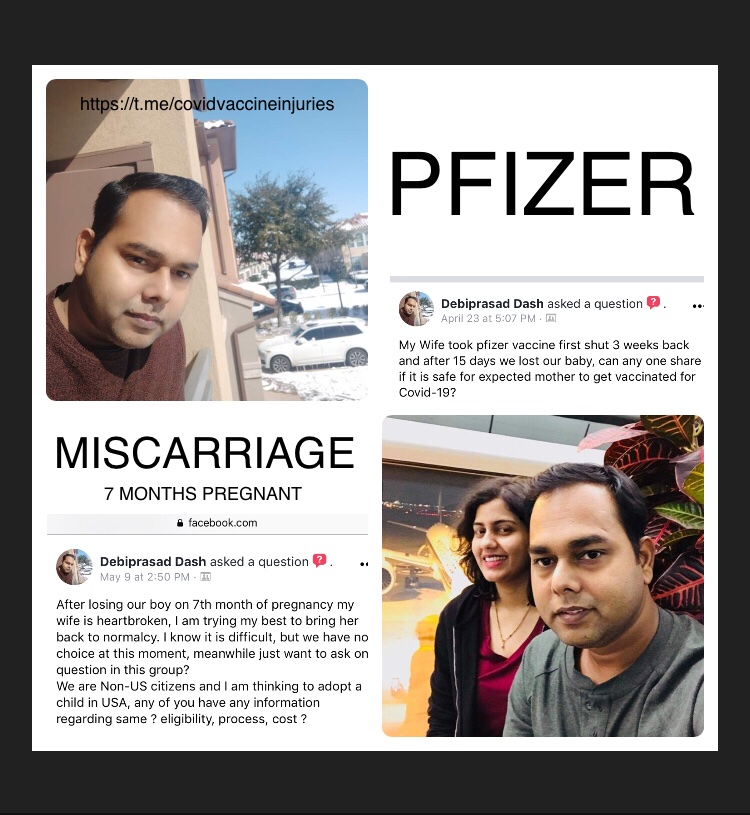 https://t.me/covidvaccineinjuries
PFIZER
Debiprasad Dash asked a question
April 23 at 5:07 PM ·
My Wife took pfizer vaccine first shut 3 weeks back
and after 15 days we lost our baby, can any one share
if it is safe for expected mother to get vaccinated for
Covid-19?
MISCARRIAGE
7 MONTHS PREGNANT
facebook.com
Debiprasad Dash asked a question
May 9 at 2:50 PM ·
After losing our boy on 7th month of pregnancy my
wife is heartbroken, I am trying my best to bring her
back to normalcy. I know it is difficult, but we have no
choice at this moment, meanwhile just want to ask on
question in this group?
We are Non-US citizens and I am thinking to adopt a
child in USA, any of you have any information
regarding same ? eligibility, process, cost ?